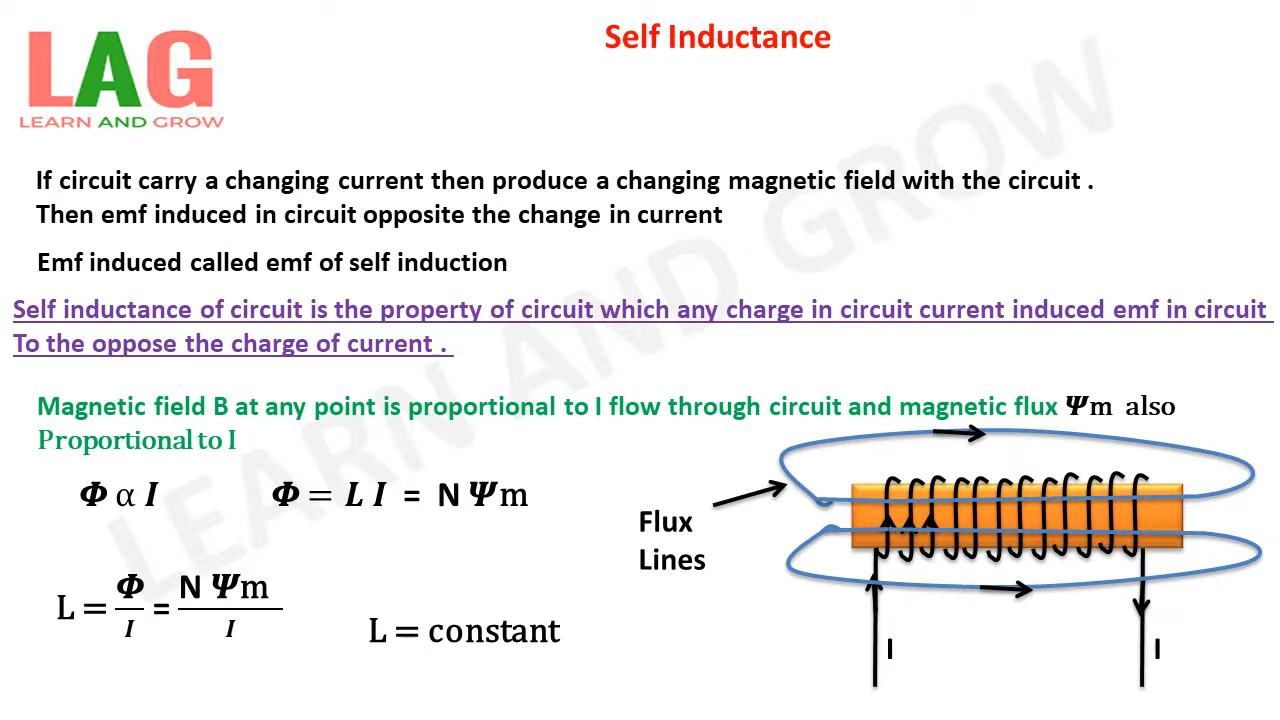 LAG
LEARN AND GROW
Self Inductance
LEARN AND GROW
If circuit carry a changing current then produce a changing magnetic field with the circuit .
Then emf induced in circuit opposite the change in current
Emf induced called emf of self induction
Self inductance of circuit is the property of circuit which any charge in circuit current induced emf in circuit
To the oppose the charge of current .
Magnetic field B at any point is proportional to I flow through circuit and magnetic flux Ψm also
Proportional to I
Φ α I
Φ = L I = N Ψm
Flux
Lines
L = Φ/I = N Ψm/I
L = constant
I
I